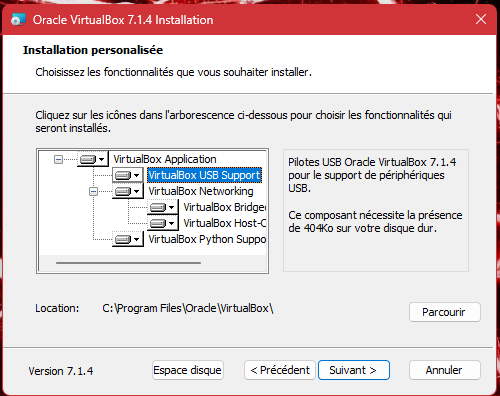 Oracle VirtualBox 7.1.4 Installation
Installation personalisée
Choisissez les fonctionnalités que vous souhaiter installer.
Cliquez sur les icônes dans l'arborescence ci-dessous pour choisir les fonctionnalités qui
seront installés.
VirtualBox Application
VirtualBox USB Support
VirtualBox Networking
VirtualBox Bridge
VirtualBox Host-C
VirtualBox Python Suppo
Pilotes USB Oracle VirtualBox 7.1.4
pour le support de périphériques
USB.
Ce composant nécessite la présence
de 404Ko sur votre disque dur.
Location: C:\Program Files\Oracle\VirtualBox\
Parcourir
Version 7.1.4
Espace disque
< Précédent
Suivant >
Annuler